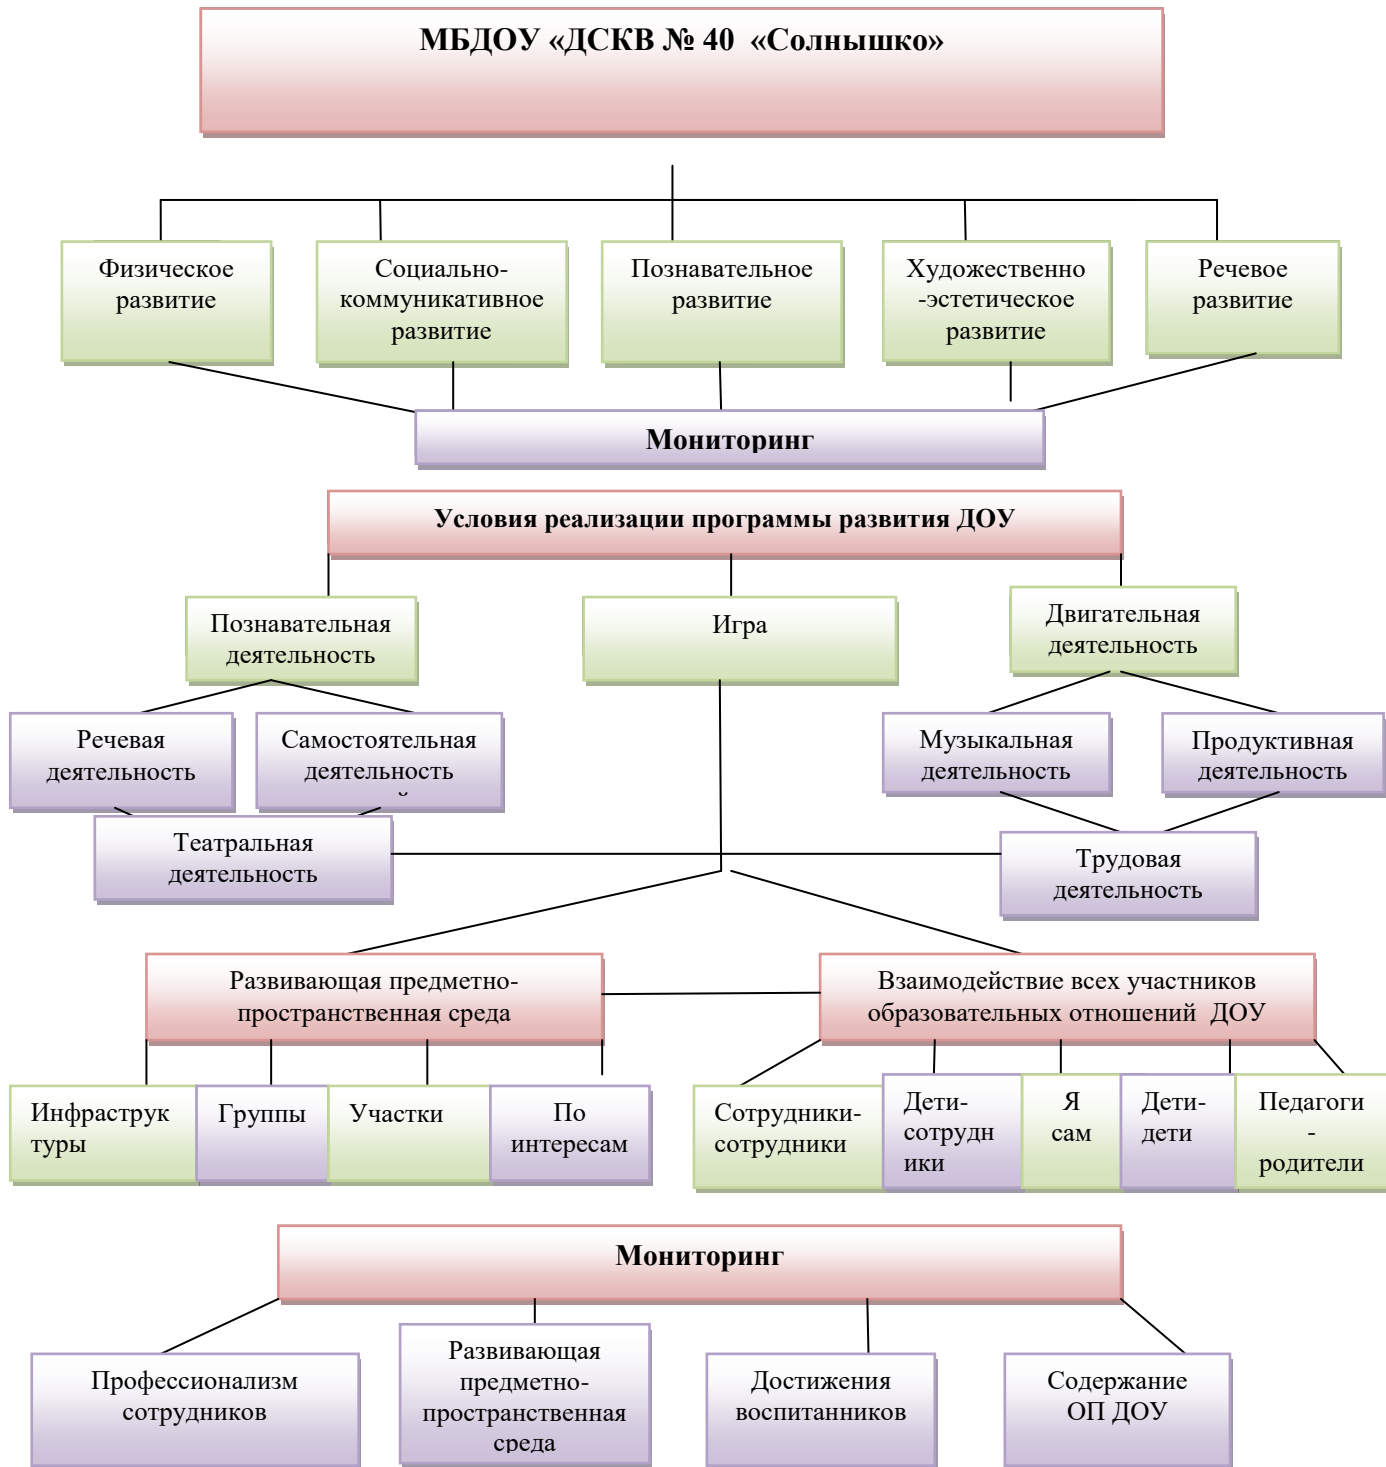 МБДОУ «ДСКВ № 40 «Солнышко»
Физическое
развитие
Социально-
коммуникативное
развитие
Познавательное
развитие
Художественно
-эстетическое
развитие
Речевое
развитие
Мониторинг
Условия реализации программы развития ДОУ
Познавательная
деятельность
Игра
Двигательная
деятельность
Речевая
деятельность
Самостоятельная
деятельность
Музыкальная
деятельность
Продуктивная
деятельность
Театральная
деятельность
Трудовая
деятельность
Развивающая предметно-
пространственная среда
Взаимодействие всех участников
образовательных отношений ДОУ
Инфраструк
туры
Группы
Участки
По
интересам
Сотрудники-
сотрудники
Дети-
сотрудн
ики
Я
сам
Дети-
дети
Педагоги
-
родители
Мониторинг
Профессионализм
сотрудников
Развивающая
предметно-
пространственная
среда
Достижения
воспитанников
Содержание
ОП ДОУ